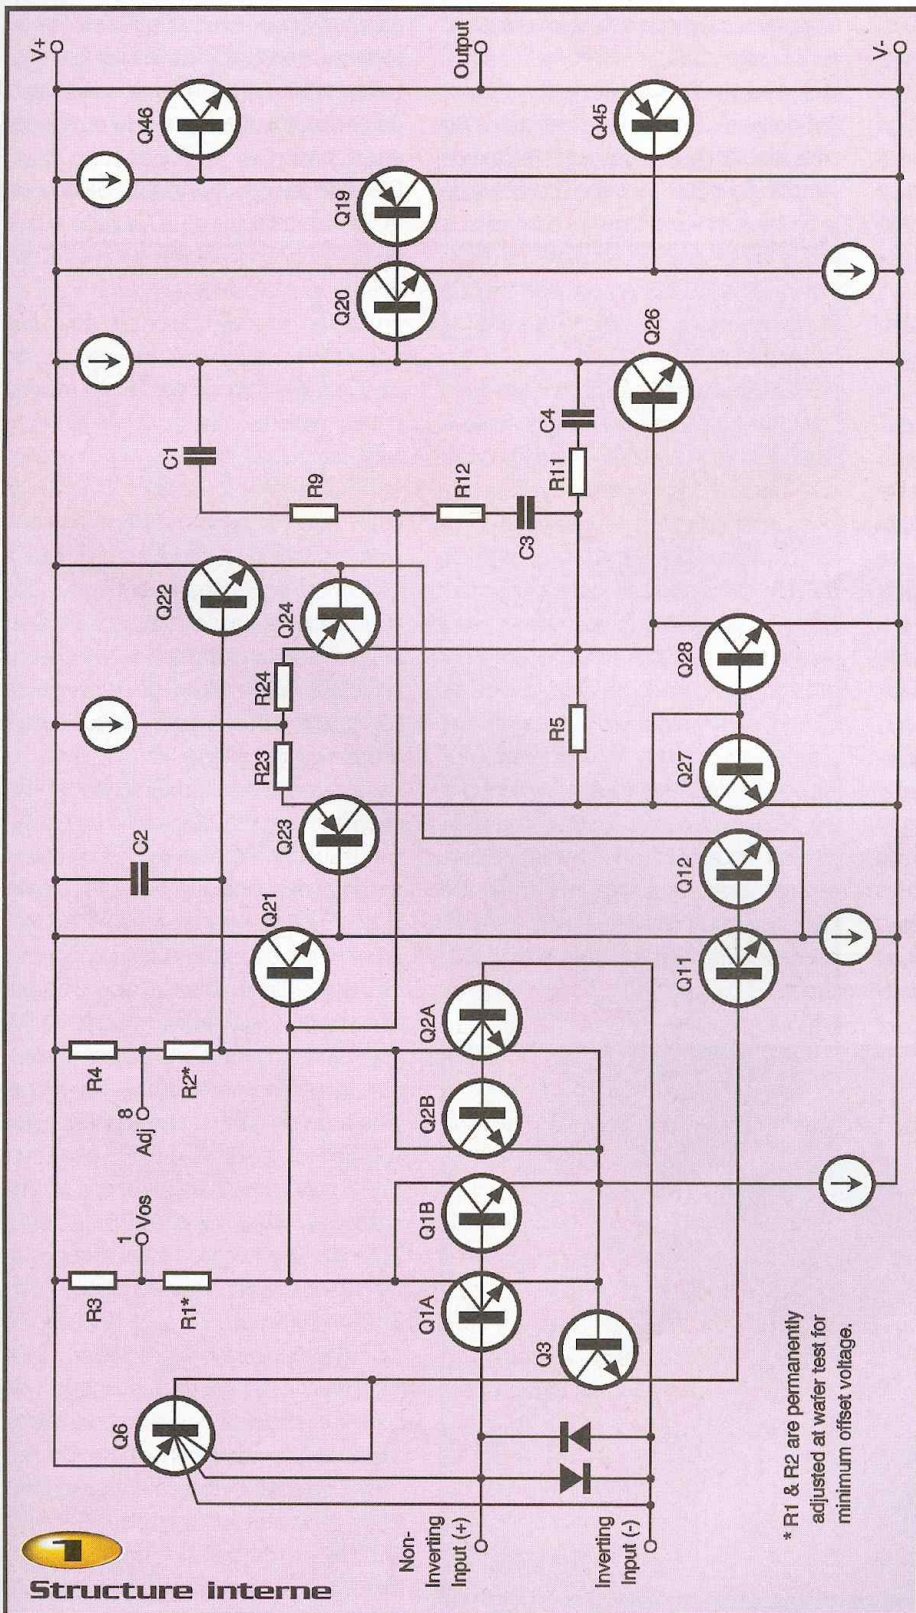 V+
Output
V-
Q46
Q45
Q19
Q20
Q26
C1
C4
R9
R12
R11
C3
Q22
Q24
Q28
R24
R5
R23
Q27
C2
Q23
Q12
Q21
Q11
Q2A
R4
R2*
Adj
8
Q2B
Q1B
1
Vos
R3
R1*
Q1A
Q3
Q6
* R1 & R2 are permanently
adjusted at wafer test for
minimum offset voltage.
Non-
Inverting
Input (+)
Inverting
Input (-)
1
Structure interne